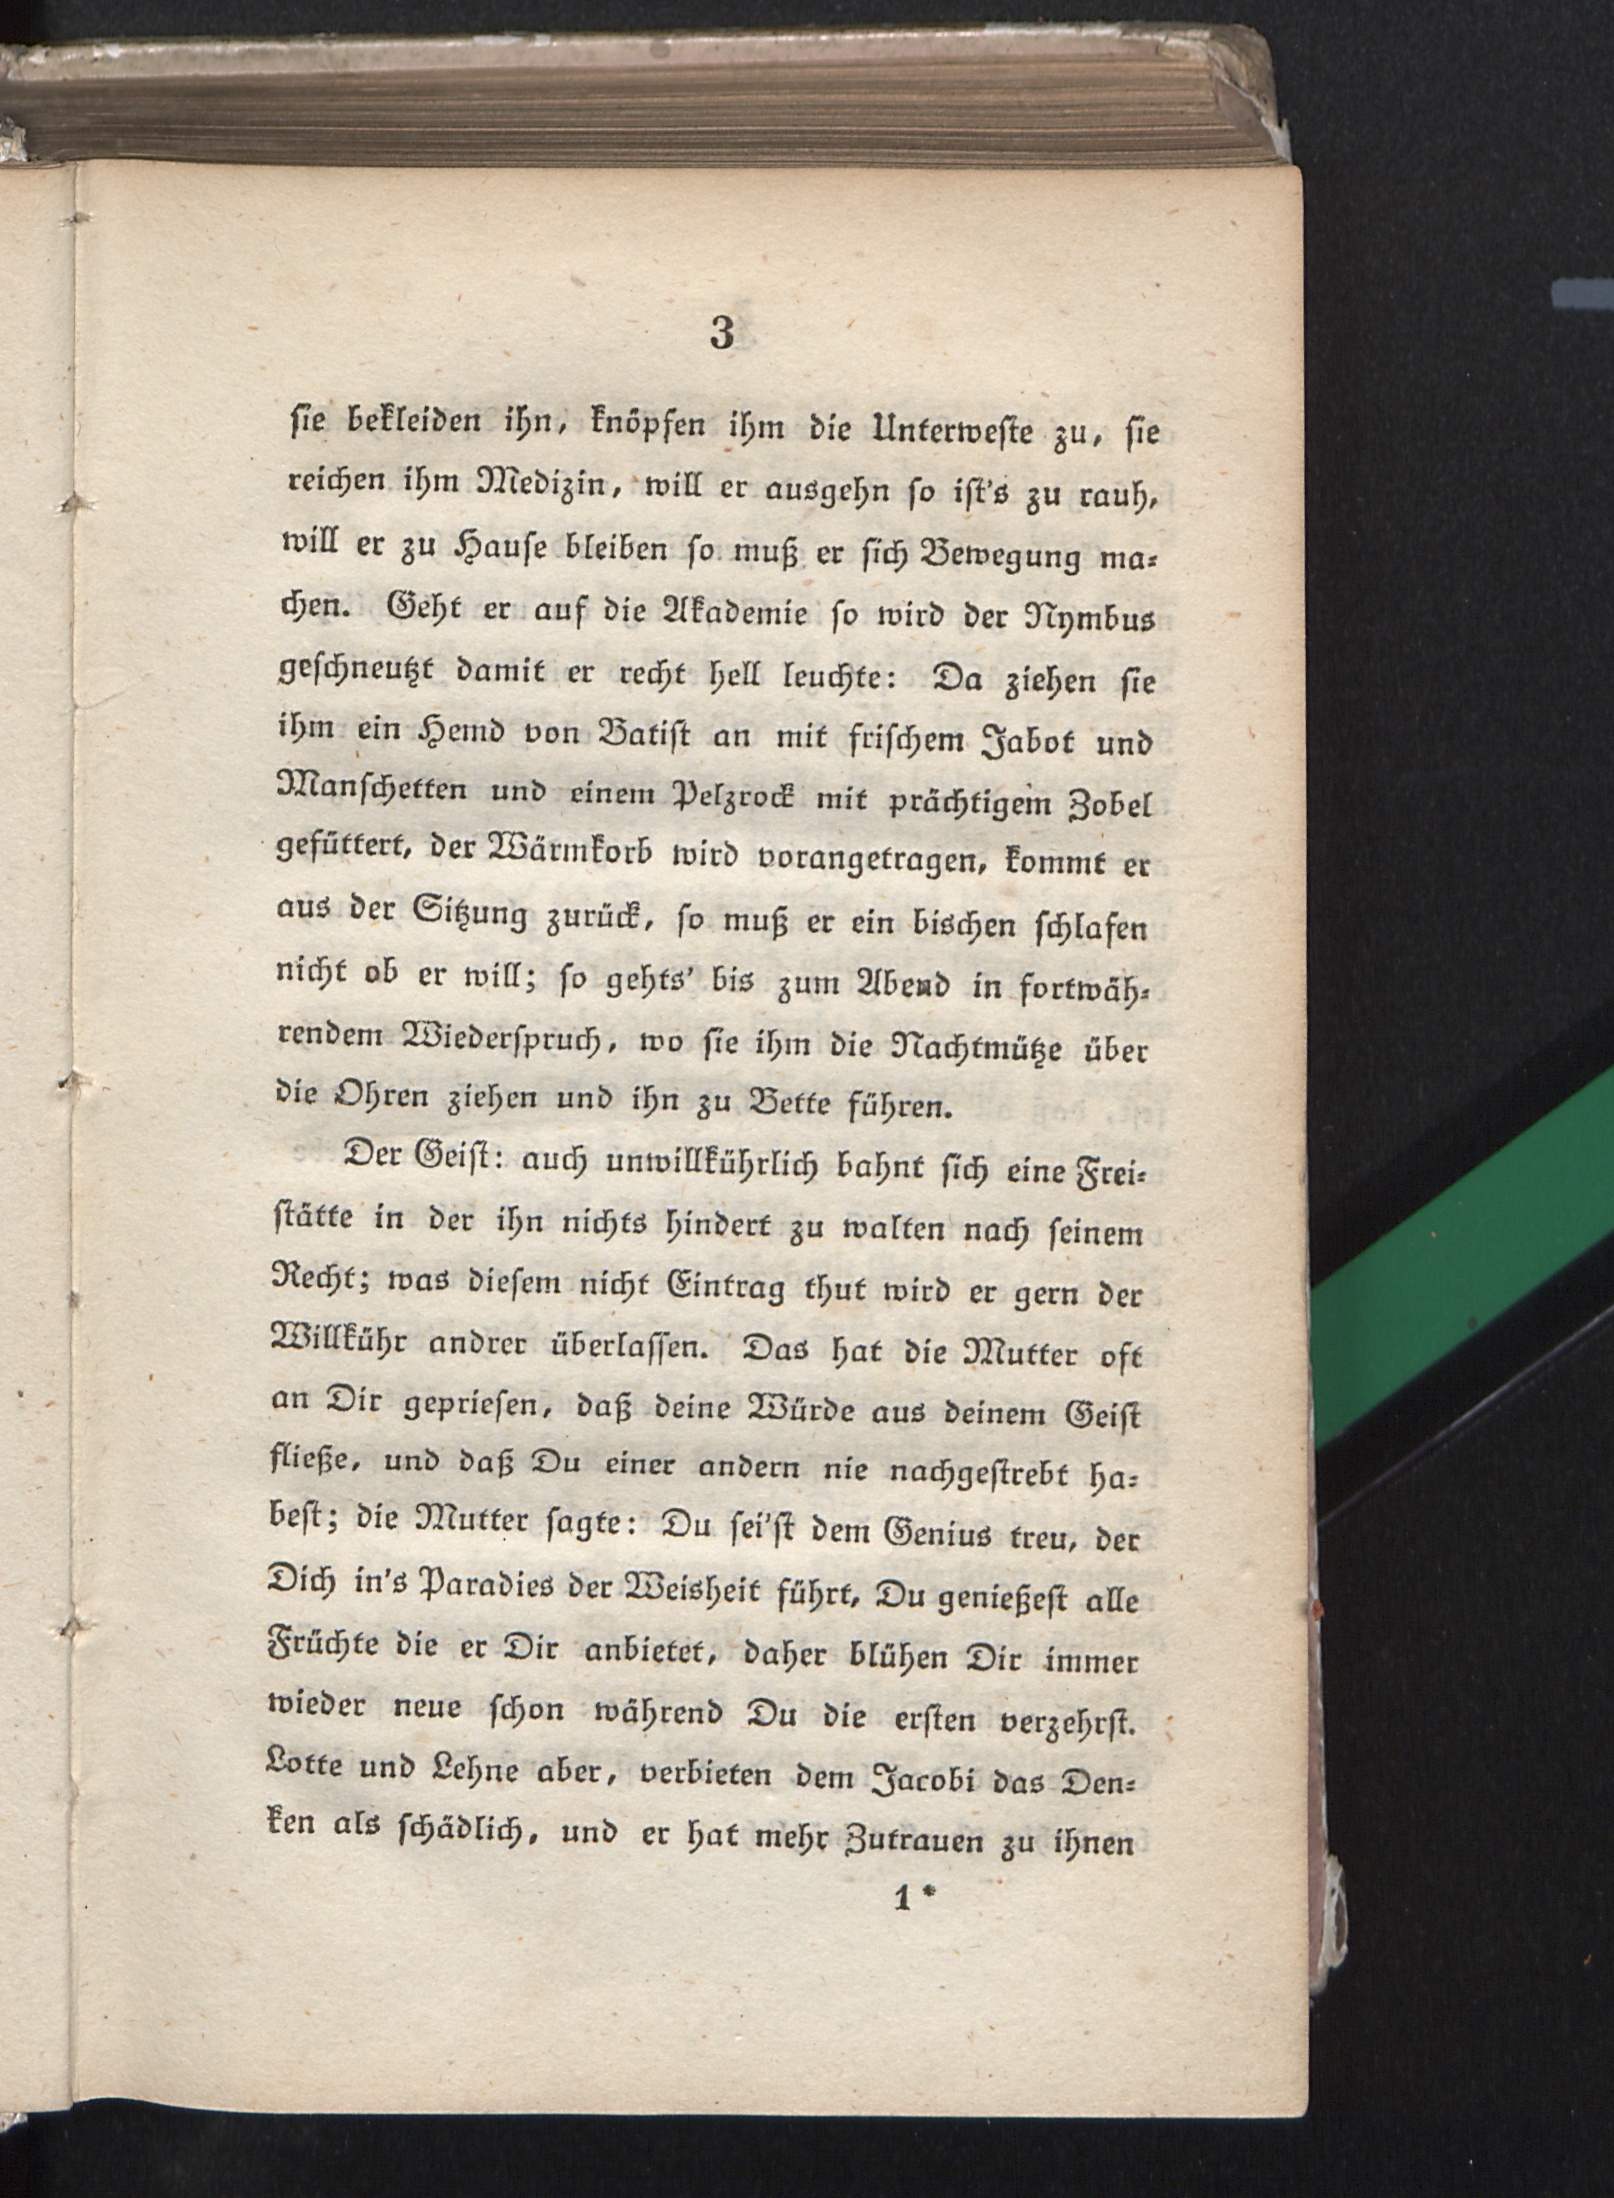 3
ſie bekleiden ihn, knöpfen ihm die Unterweſte zu, ſie
reichen ihm Medizin, will er ausgehn ſo iſt's zu rauh,
will er zu Hauſe bleiben ſo muß er ſich Bewegung ma⸗
chen. Geht er auf die Akademie ſo wird der Nymbus
geſchneutzt damit er recht hell leuchte: Da ziehen ſie
ihm ein Hemd von Batiſt an mit friſchem Jabot und
Manſchetten und einem Pelzrock mit prächtigem Zobel
gefüttert, der Wärmkorb wird vorangetragen, kommt er
aus der Sitzung zurück, ſo muß er ein bischen ſchlafen
nicht ob er will; ſo gehts' bis zum Abend in fortwäh⸗
rendem Wiederſpruch, wo ſie ihm die Nachtmütze über
die Ohren ziehen und ihn zu Bette führen.
Der Geiſt: auch unwillkührlich bahnt ſich eine Frei⸗
ſtätte in der ihn nichts hindert zu walten nach ſeinem
Recht; was dieſem nicht Eintrag thut wird er gern der
Willkühr andrer überlaſſen. Das hat die Mutter oft
an Dir geprieſen, daß deine Würde aus deinem Geiſt
fließe, und daß Du einer andern nie nachgeſtrebt ha⸗
beſt; die Mutter ſagte: Du ſei'ſt dem Genius treu, der
Dich in's Paradies der Weisheit führt, Du genießeſt alle
Früchte die er Dir anbietet, daher blühen Dir immer
wieder neue ſchon während Du die erſten verzehrſt.
Lotte und Lehne aber, verbieten dem Jacobi das Den⸗
ken als ſchädlich, und er hat mehr Zutrauen zu ihnen
1*